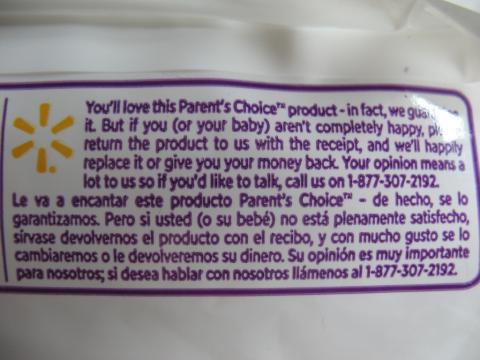 You'll love this Parent's Choice™ product - in fact, we
it. But if you (or your baby) aren't completely happy,
return the product to us with the receipt, and we'll happily
replace it or give you your money back. Your opinion means a
lot to us so if you'd like to talk, call us on 1-877-307-2192.
Le va a encantar este producto Parent's Choice™ - de hecho, se lo
garantizamos. Pero si usted (o su bebé) no está plenamente satisfecho,
sírvase devolvernos el producto con el recibo, y con mucho gusto se lo
cambiaremos o le devolveremos su dinero. Su opinión es muy importante
para nosotros; si desea hablar con nosotros llámenos al 1-877-307-2192.